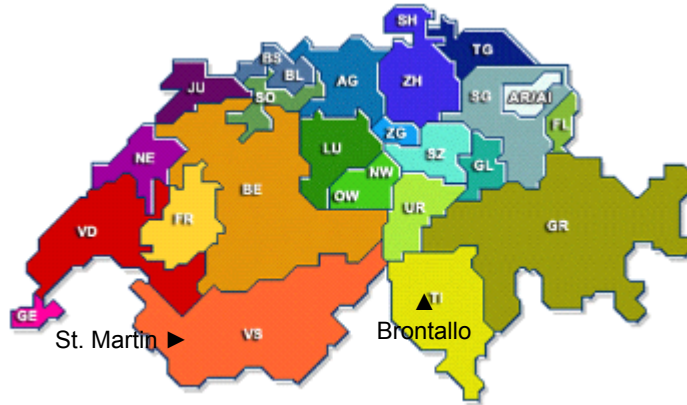 SH
TG
BS
BL
JU
AG
ZH
SO
SG
AR/AI
FL
ZG
LU
SZ
GL
NE
NW
BE
OW
UR
FR
GR
VD
TI
GE
St. Martin ►
VS
▲
Brontallo